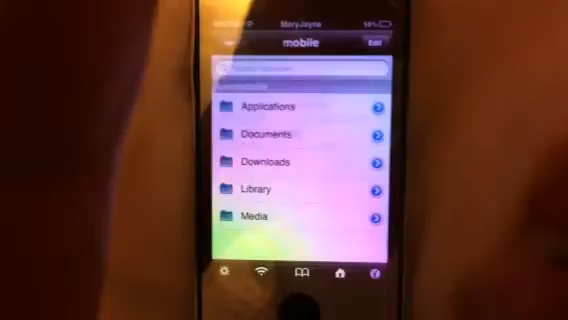 MaryJayne
mobile
Edit
Applications
Documents
Downloads
Library
Media